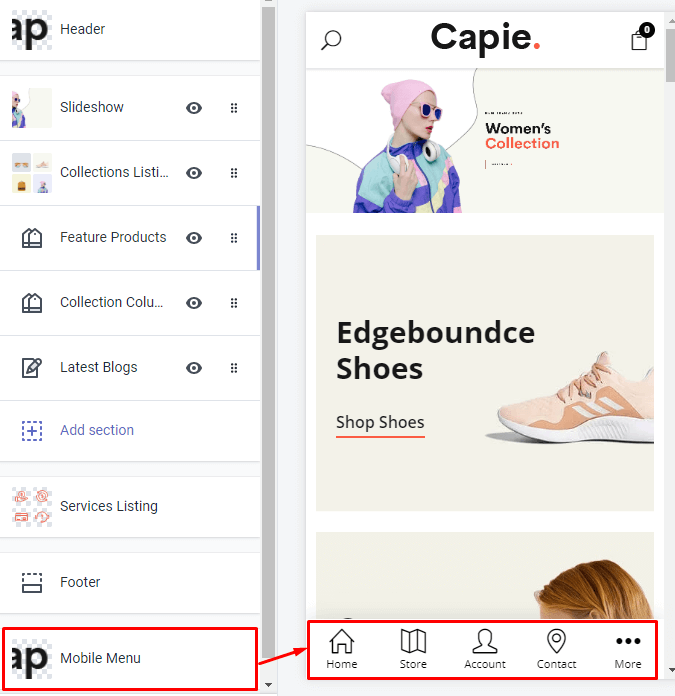 ap
Header
Slideshow
Collections Listi...
Feature Products
Collection Colu...
Latest Blogs
Add section
Services Listing
Footer
ap
Mobile Menu
Capie.
0
Women's
Collection
Edgeboundce
Shoes
Shop Shoes
Home
Store
Account
Contact
More